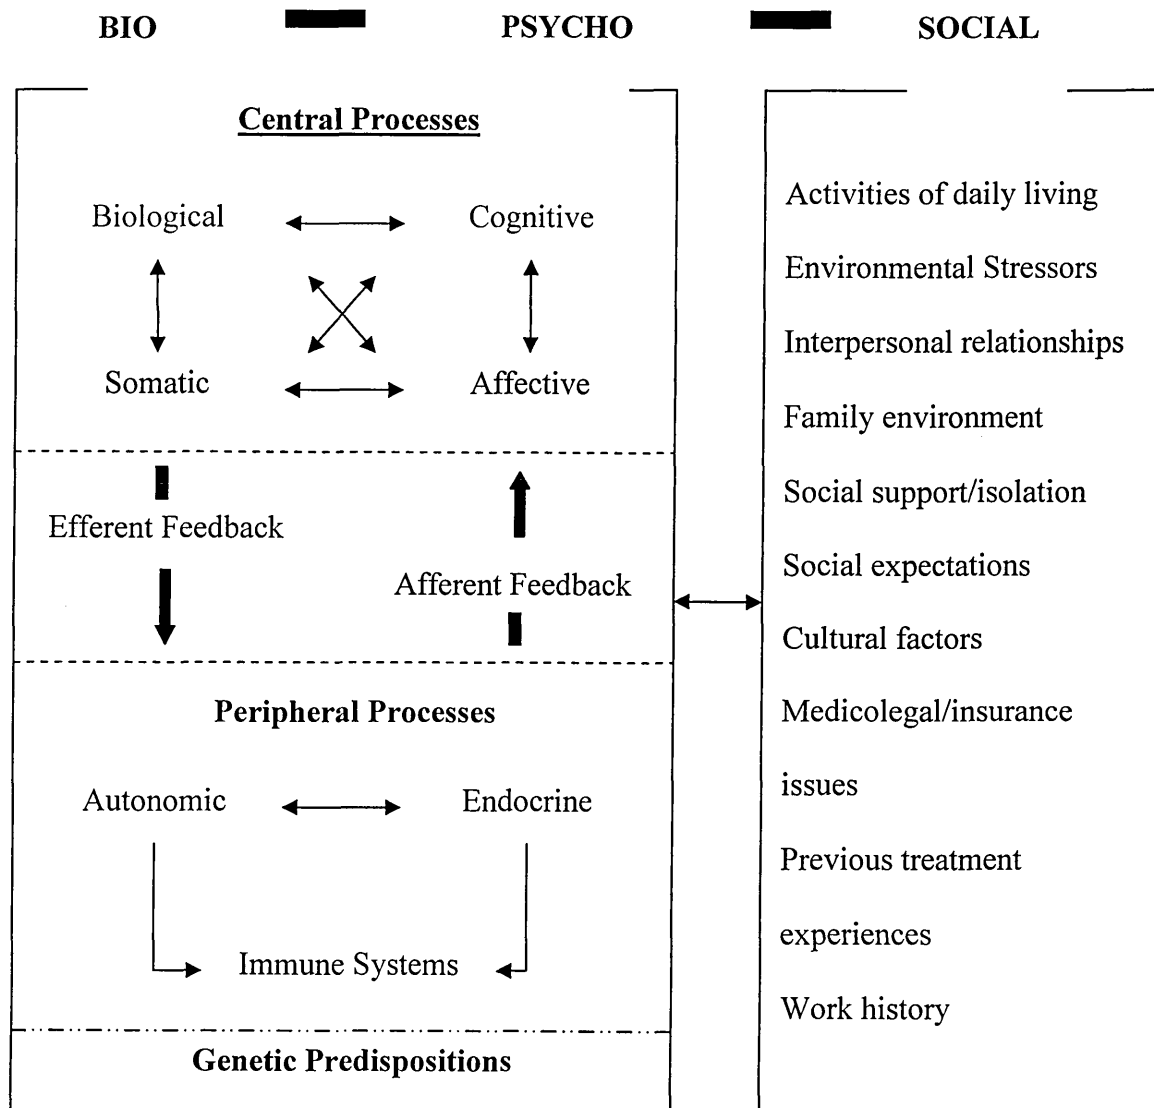 BIO PSYCHO SOCIAL
Central Processes
Biological Cognitive
Somatic Affective
Efferent Feedback
Afferent Feedback
Peripheral Processes
Autonomic Endocrine
Immune Systems
Genetic Predispositions
Activities of daily living
Environmental Stressors
Interpersonal relationships
Family environment
Social support/isolation
Social expectations
Cultural factors
Medicolegal/insurance
issues
Previous treatment
experiences
Work history